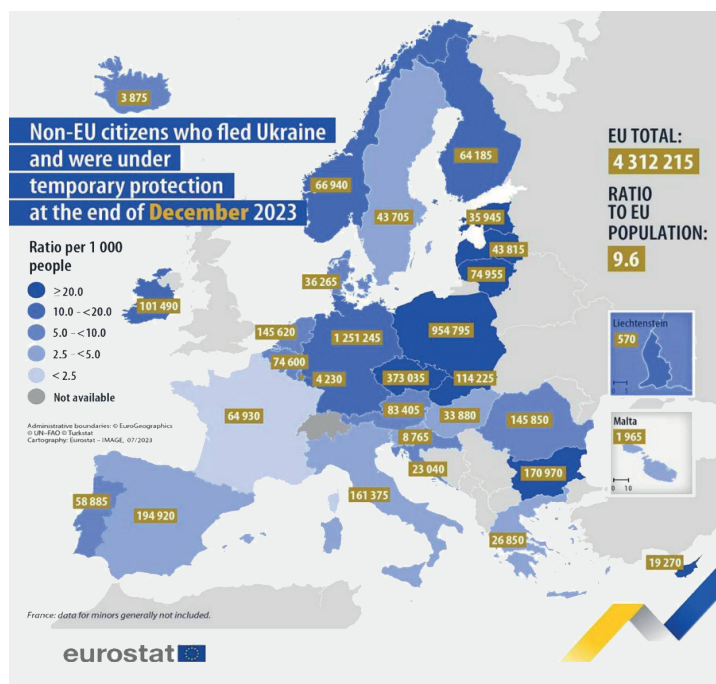 Non-EU citizens who fled Ukraine
and were under
temporary protection
at the end of December 2023
EU TOTAL:
4 312 215
RATIO
TO EU
POPULATION:
9.6
Ratio per 1 000
people
≥20.0
10.0 -<20.0
5.0 -<10.0
2.5 -<5.0
< 2.5
Not available
Administrative boundaries: © EuroGeographics
© UN–FAO © Turkstat
Cartography: Eurostat – IMAGE, 07/2023
3 875
66 940
64 185
43 705
35 945
43 815
74 955
36 265
101 490
145 620
1 251 245
954 795
74 600
4 230
373 035
114 225
64 930
83 405
33 880
145 850
8 765
23 040
170 970
58 885
194 920
161 375
26 850
19 270
Liechtenstein
570
Malta
1 965
0 10
France: data for minors generally not included.
eurostat